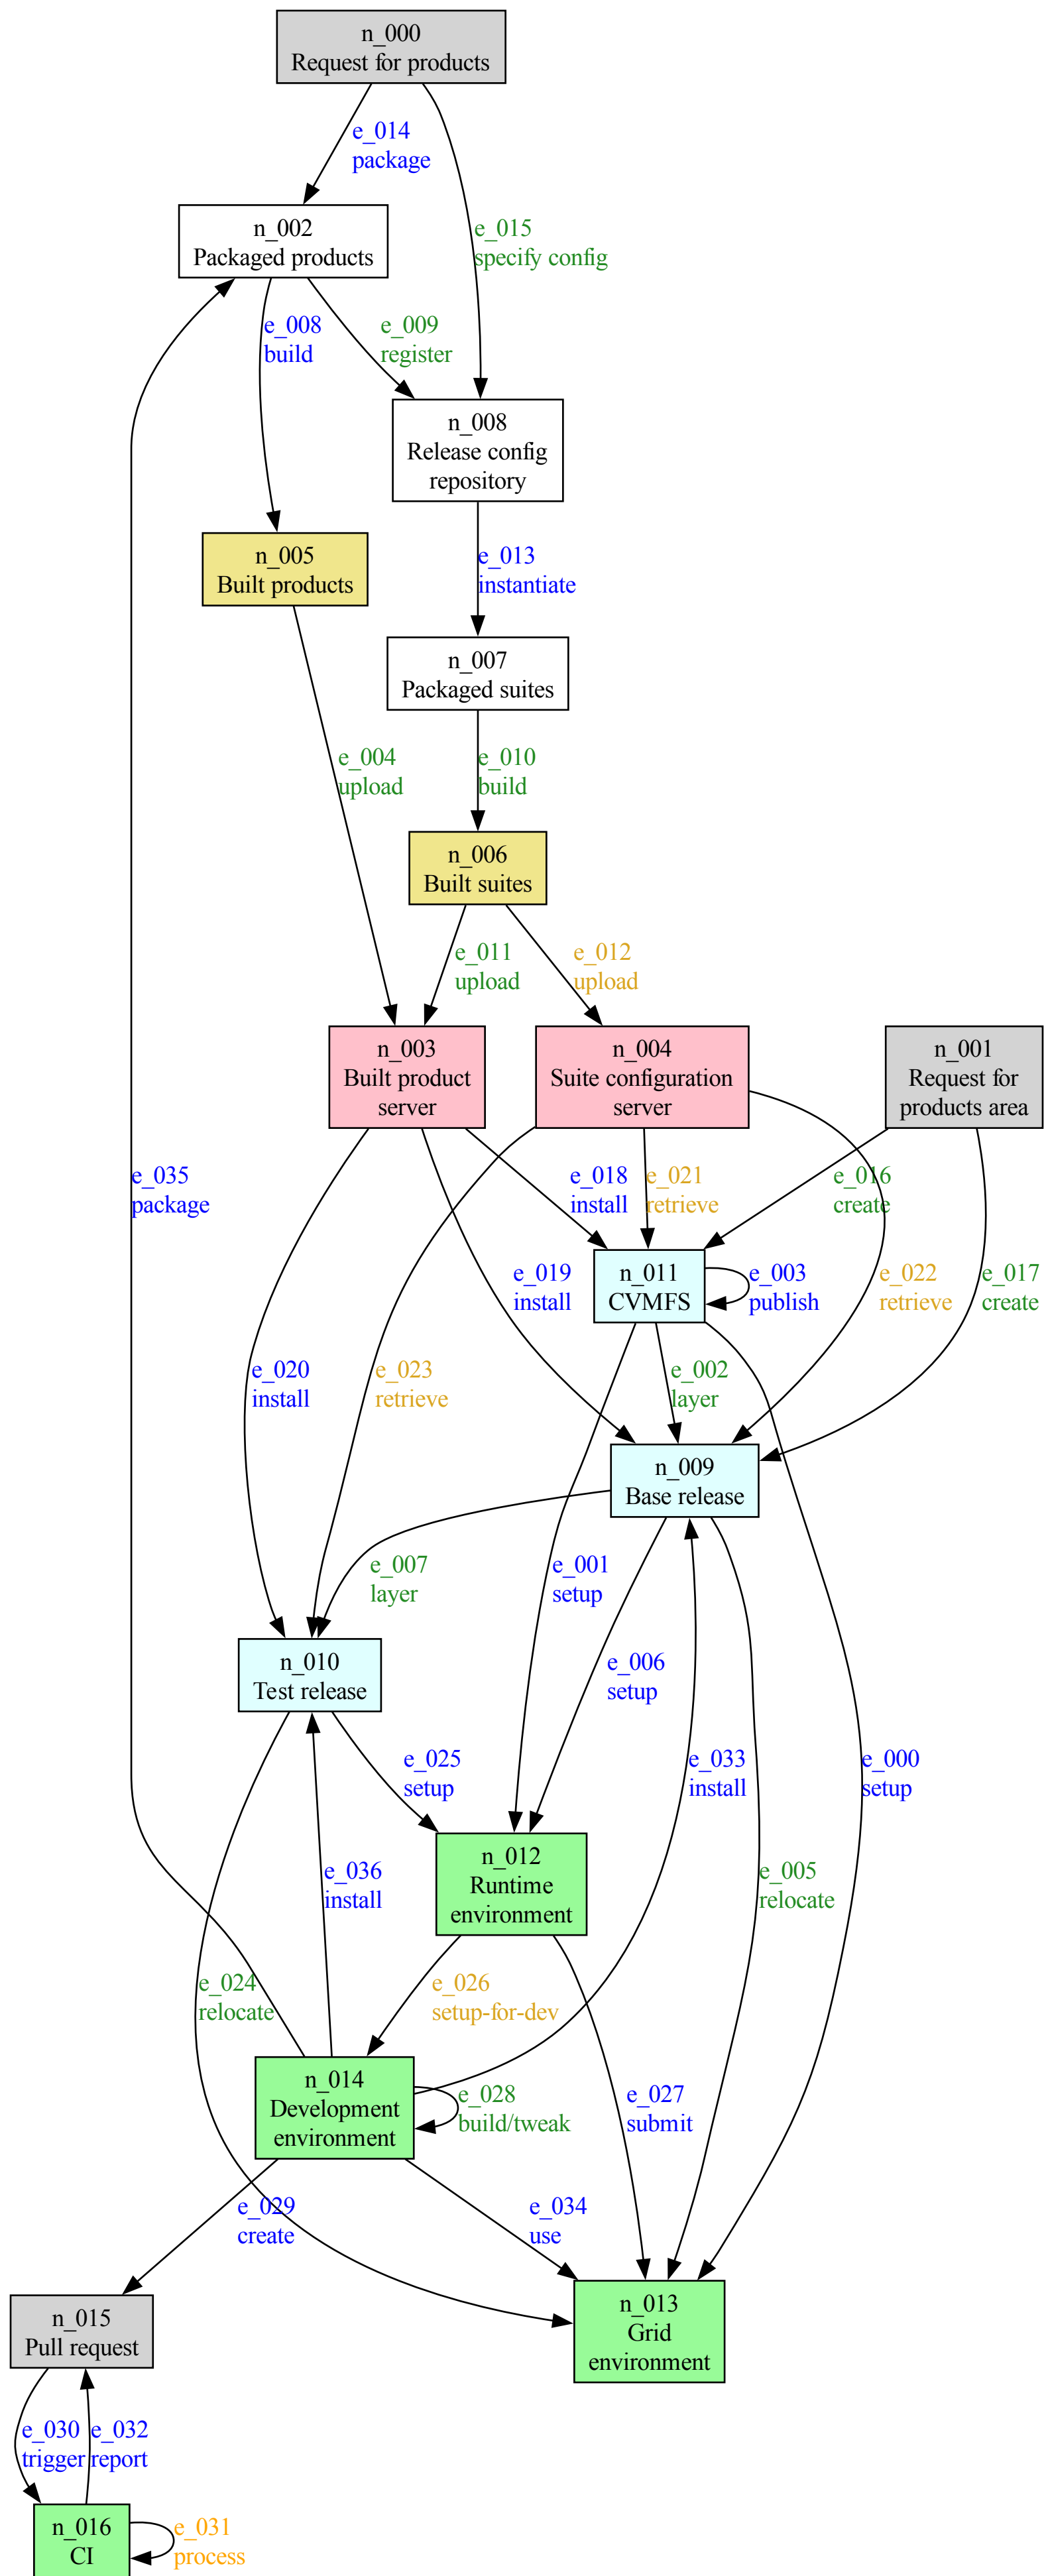 n_000
Request for products
e_014
package
n_002
Packaged products
e_015
specify config
e_008
build
e_009
register
n_008
Release config
repository
n_005
Built products
e_013
instantiate
n_007
Packaged suites
e_004
upload
e_010
build
n_006
Built suites
e_011
upload
e_012
upload
n_003
Built product
server
n_004
Suite configuration
server
n_001
Request for
products area
e_035
package
e_018
install
e_021
retrieve
e_016
create
e_019
install
n_011
CVMFS
e_003
publish
e_022
retrieve
e_017
create
e_020
install
e_023
retrieve
e_002
layer
n_009
Base release
e_007
layer
e_001
setup
n_010
Test release
e_006
setup
e_025
setup
e_033
install
e_000
setup
n_012
Runtime
environment
e_036
install
e_005
relocate
e_024
relocate
e_026
setup-for-dev
n_014
Development
environment
e_028
build/tweak
e_027
submit
e_029
create
e_034
use
n_015
Pull request
n_013
Grid
environment
e_030
trigger
e_032
report
n_016
CI
e_031
process